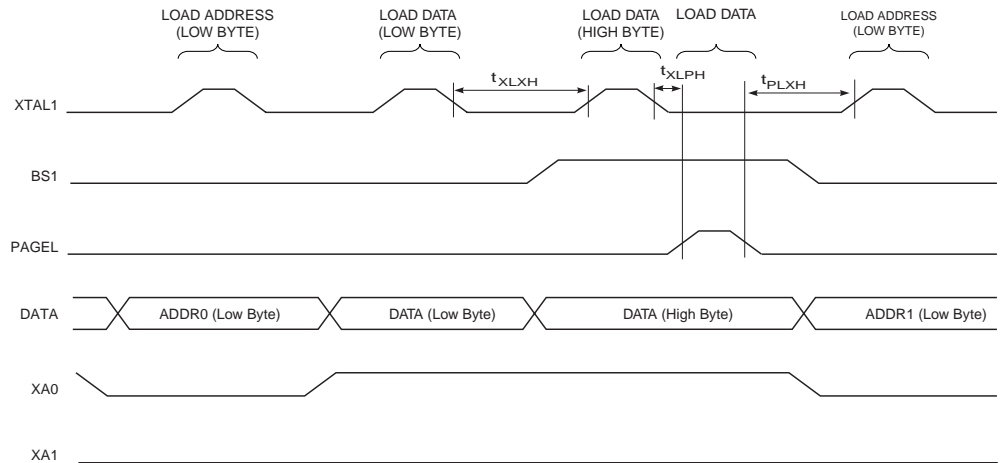 LOAD ADDRESS
(LOW BYTE)
LOAD DATA
(LOW BYTE)
LOAD DATA
(HIGH BYTE)
LOAD DATA
LOAD ADDRESS
(LOW BYTE)
tXLXH
tXLPH
tPLXH
XTAL1
BS1
PAGEL
DATA
ADDR0 (Low Byte)
DATA (Low Byte)
DATA (High Byte)
ADDR1 (Low Byte)
XA0
XA1